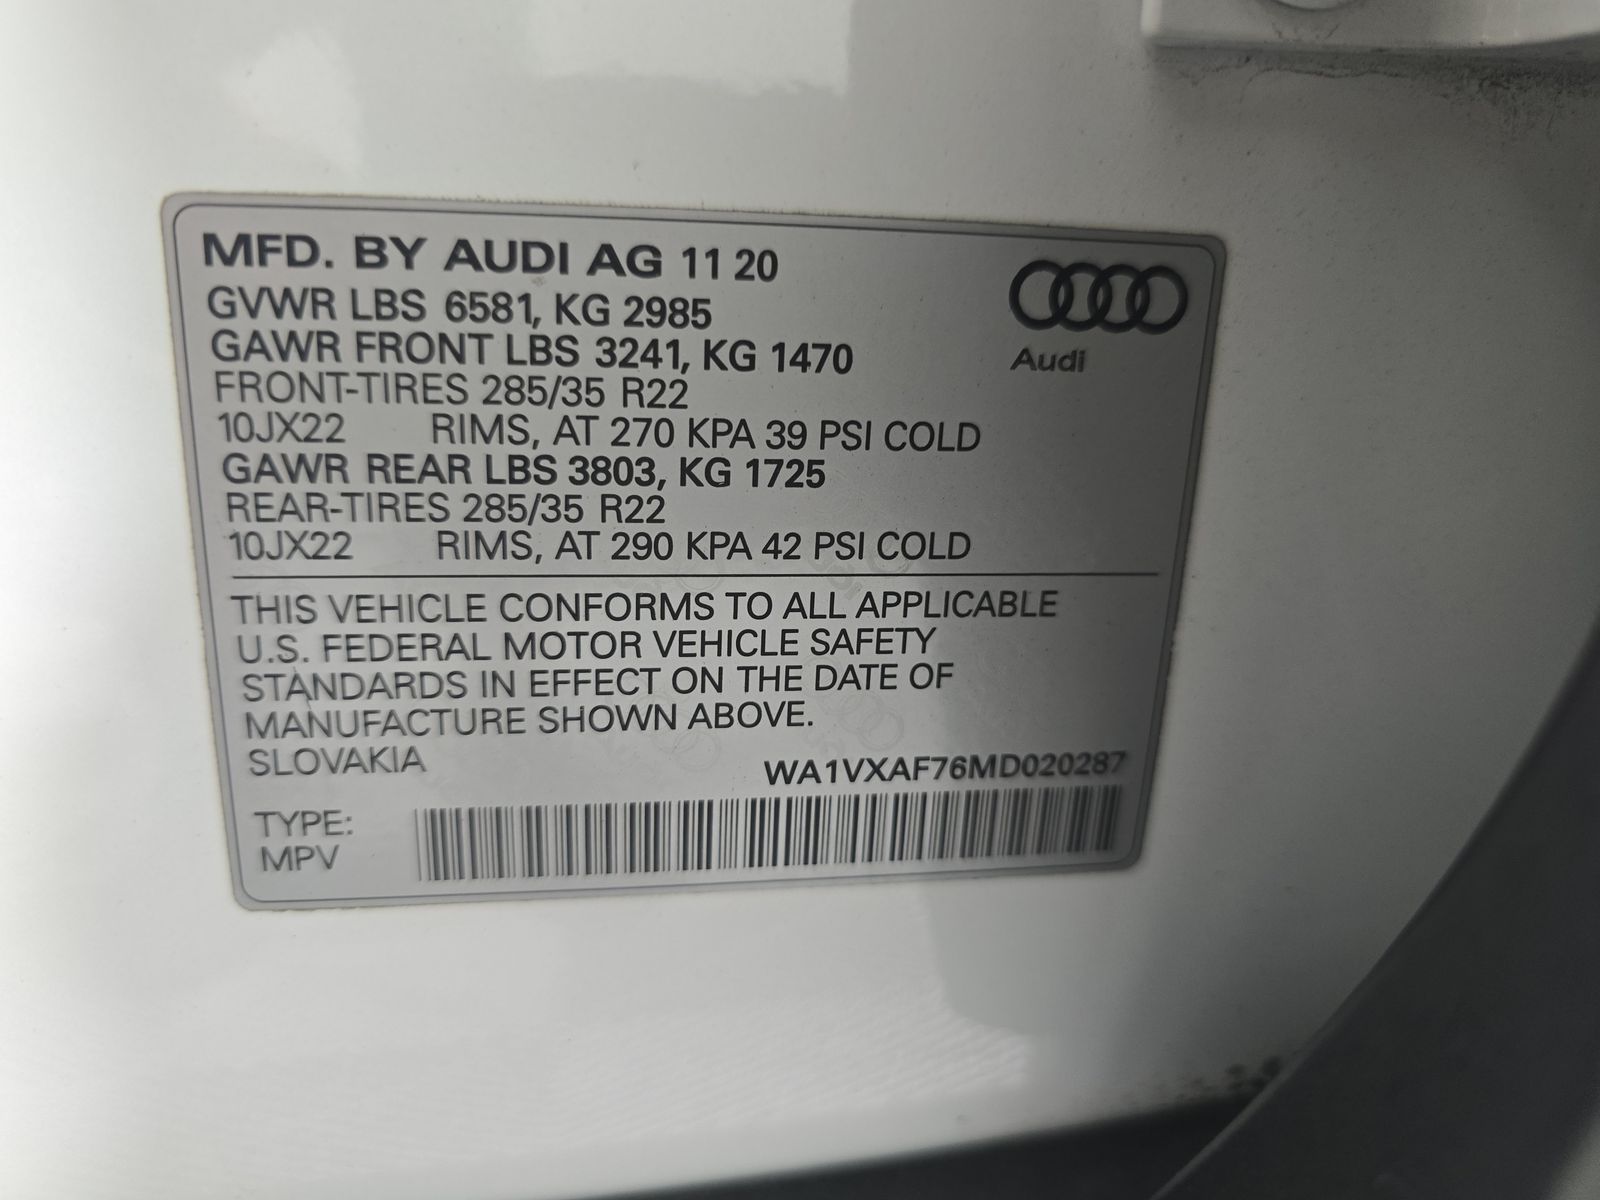 MFD. BY AUDI AG 11 20
GVWR LBS 6581, KG 2985
GAWR FRONT LBS 3241, KG 1470
Audi
FRONT-TIRES 285/35 R22
10JX22 RIMS, AT 270 KPA 39 PSI COLD
GAWR REAR LBS 3803, KG 1725
REAR-TIRES 285/35 R22
10JX22 RIMS, AT 290 KPA 42 PSI COLD
THIS VEHICLE CONFORMS TO ALL APPLICABLE
U.S. FEDERAL MOTOR VEHICLE SAFETY
STANDARDS IN EFFECT ON THE DATE OF
MANUFACTURE SHOWN ABOVE.
SLOVAKIA WA1VXAF76MD020287
TYPE:
MPV